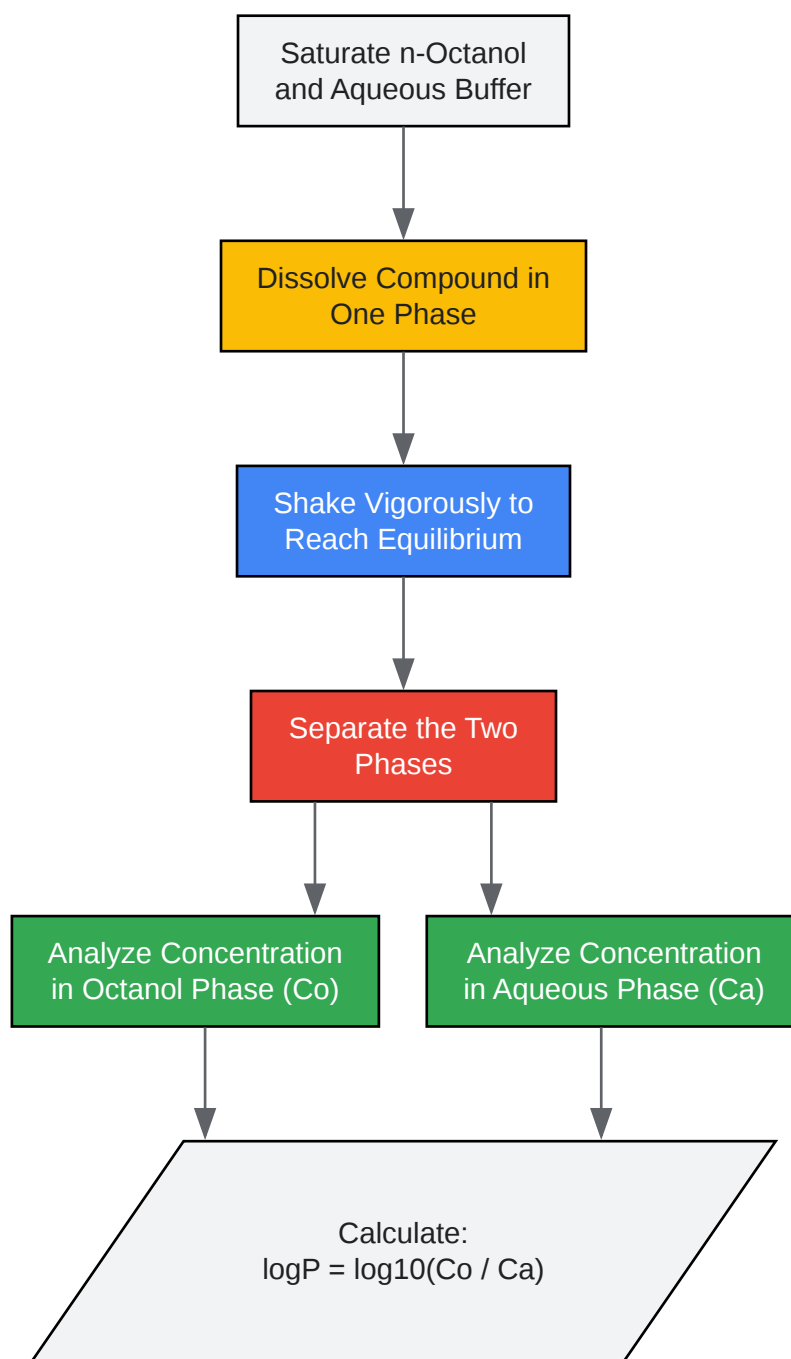 Saturate n-Octanol
and Aqueous Buffer
Dissolve Compound in
One Phase
Shake Vigorously to
Reach Equilibrium
Separate the Two
Phases
Analyze Concentration
in Octanol Phase (Co)
Analyze Concentration
in Aqueous Phase (Ca)
Calculate:
logP = log10(Co / Ca)